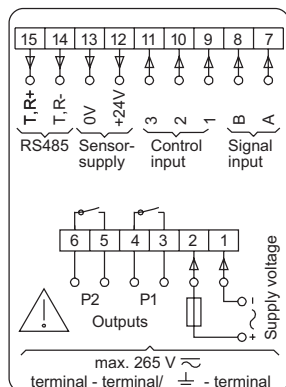 15 14 13 12 11 10 9 8 7
T,R+ T,R- 0V +24V 3 2 1 B A
RS485 Sensor-supply Control input Signal input
6 5 4 3 2 1
P2 P1
Outputs
Supply voltage
- +
max. 265 V
terminal - terminal/ - terminal